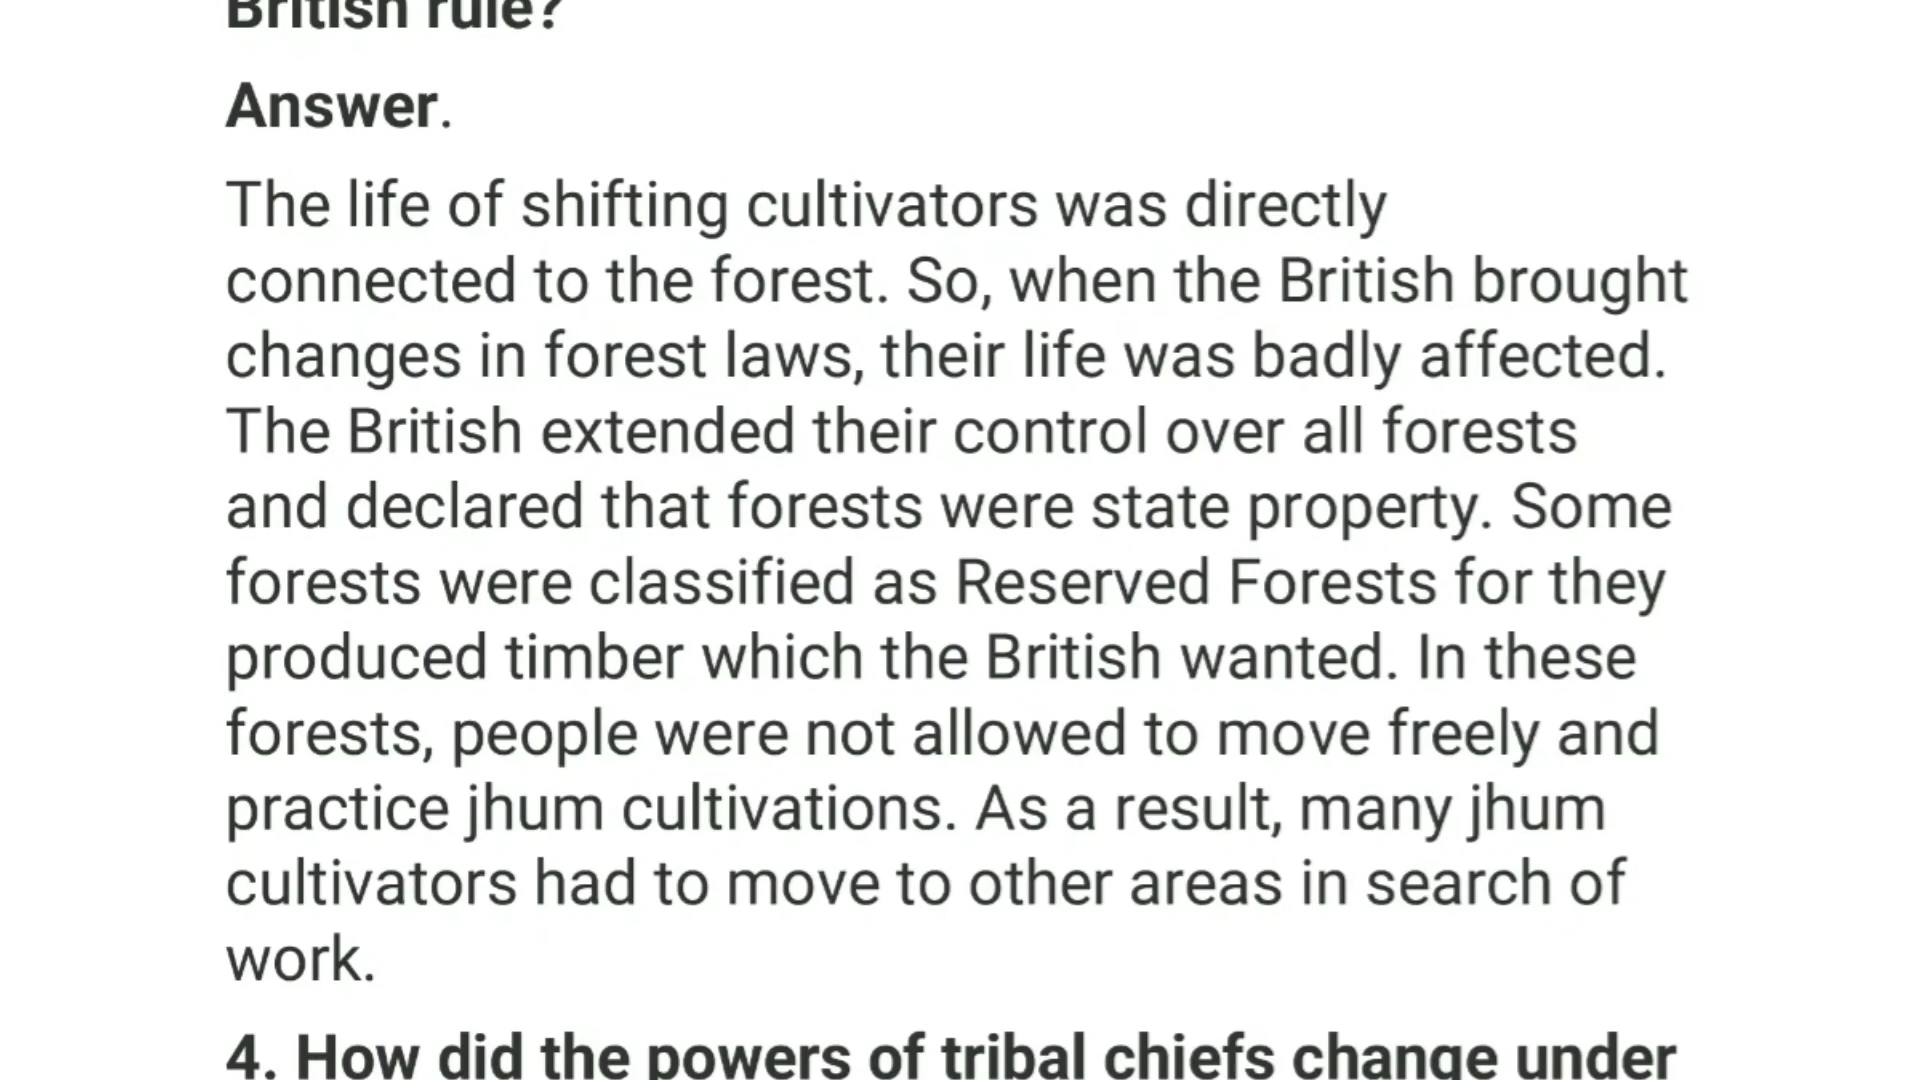 British rule?
Answer.
The life of shifting cultivators was directly
connected to the forest. So, when the British brought
changes in forest laws, their life was badly affected.
The British extended their control over all forests
and declared that forests were state property. Some
forests were classified as Reserved Forests for they
produced timber which the British wanted. In these
forests, people were not allowed to move freely and
practice jhum cultivations. As a result, many jhum
cultivators had to move to other areas in search of
work.
4. How did the powers of tribal chiefs change under